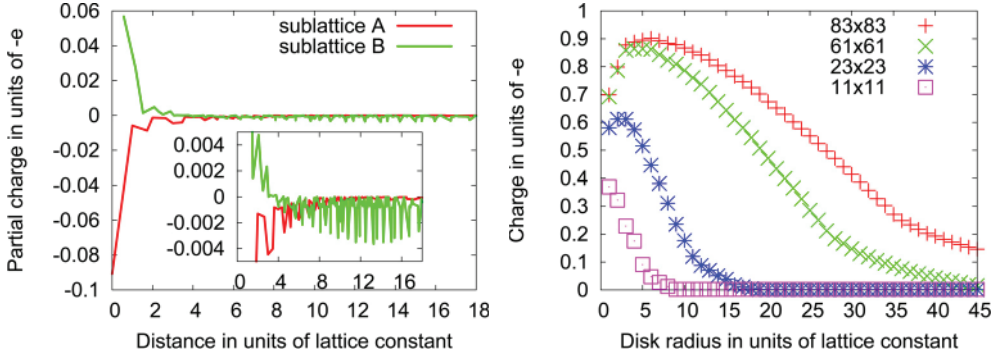 Partial charge in units of -e
0.06
0.04
0.02
0
-0.02
-0.04
-0.06
-0.08
-0.1
sublattice A
sublattice B
0.004
0.002
0
-0.002
-0.004
0 4 8 12 16
0 2 4 6 8 10 12 14 16 18
Distance in units of lattice constant
Charge in units of -e
1
0.9
0.8
0.7
0.6
0.5
0.4
0.3
0.2
0.1
0
83x83
61x61
23x23
11x11
0 5 10 15 20 25 30 35 40 45
Disk radius in units of lattice constant